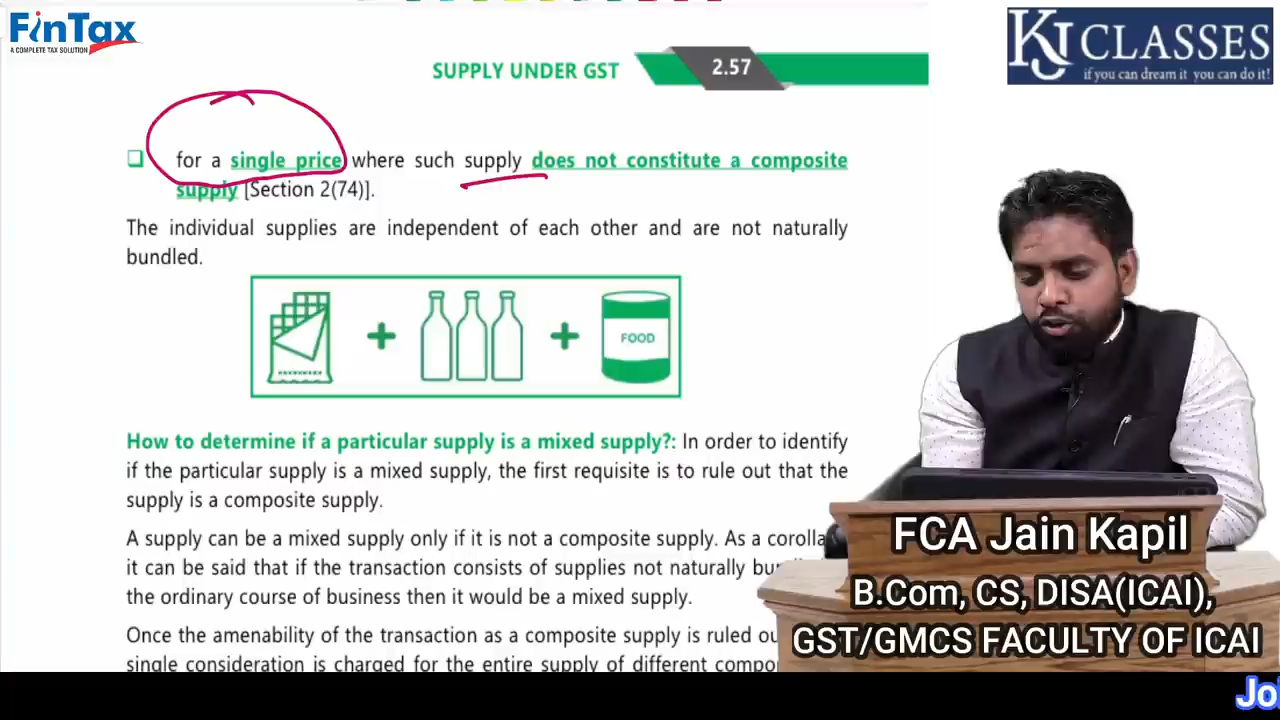 FinTax
A COMPLETE TAX SOLUTION
KJ CLASSES
if you can dream it you can do it!
SUPPLY UNDER GST
2.57
for a single price where such supply does not constitute a composite
supply [Section 2(74)].
The individual supplies are independent of each other and are not naturally
bundled.
FOOD
How to determine if a particular supply is a mixed supply?: In order to identify
if the particular supply is a mixed supply, the first requisite is to rule out that the
supply is a composite supply.
A supply can be a mixed supply only if it is not a composite supply. As a
it can be said that if the transaction consists of supplies not naturally
the ordinary course of business then it would be a mixed supply.
Once the amenability of the transaction as a composite supply is ruled
single consideration is charged for the entire supply of different
FCA Jain Kapil
B.Com, CS, DISA(ICAI),
GST/GMCS FACULTY OF ICAI